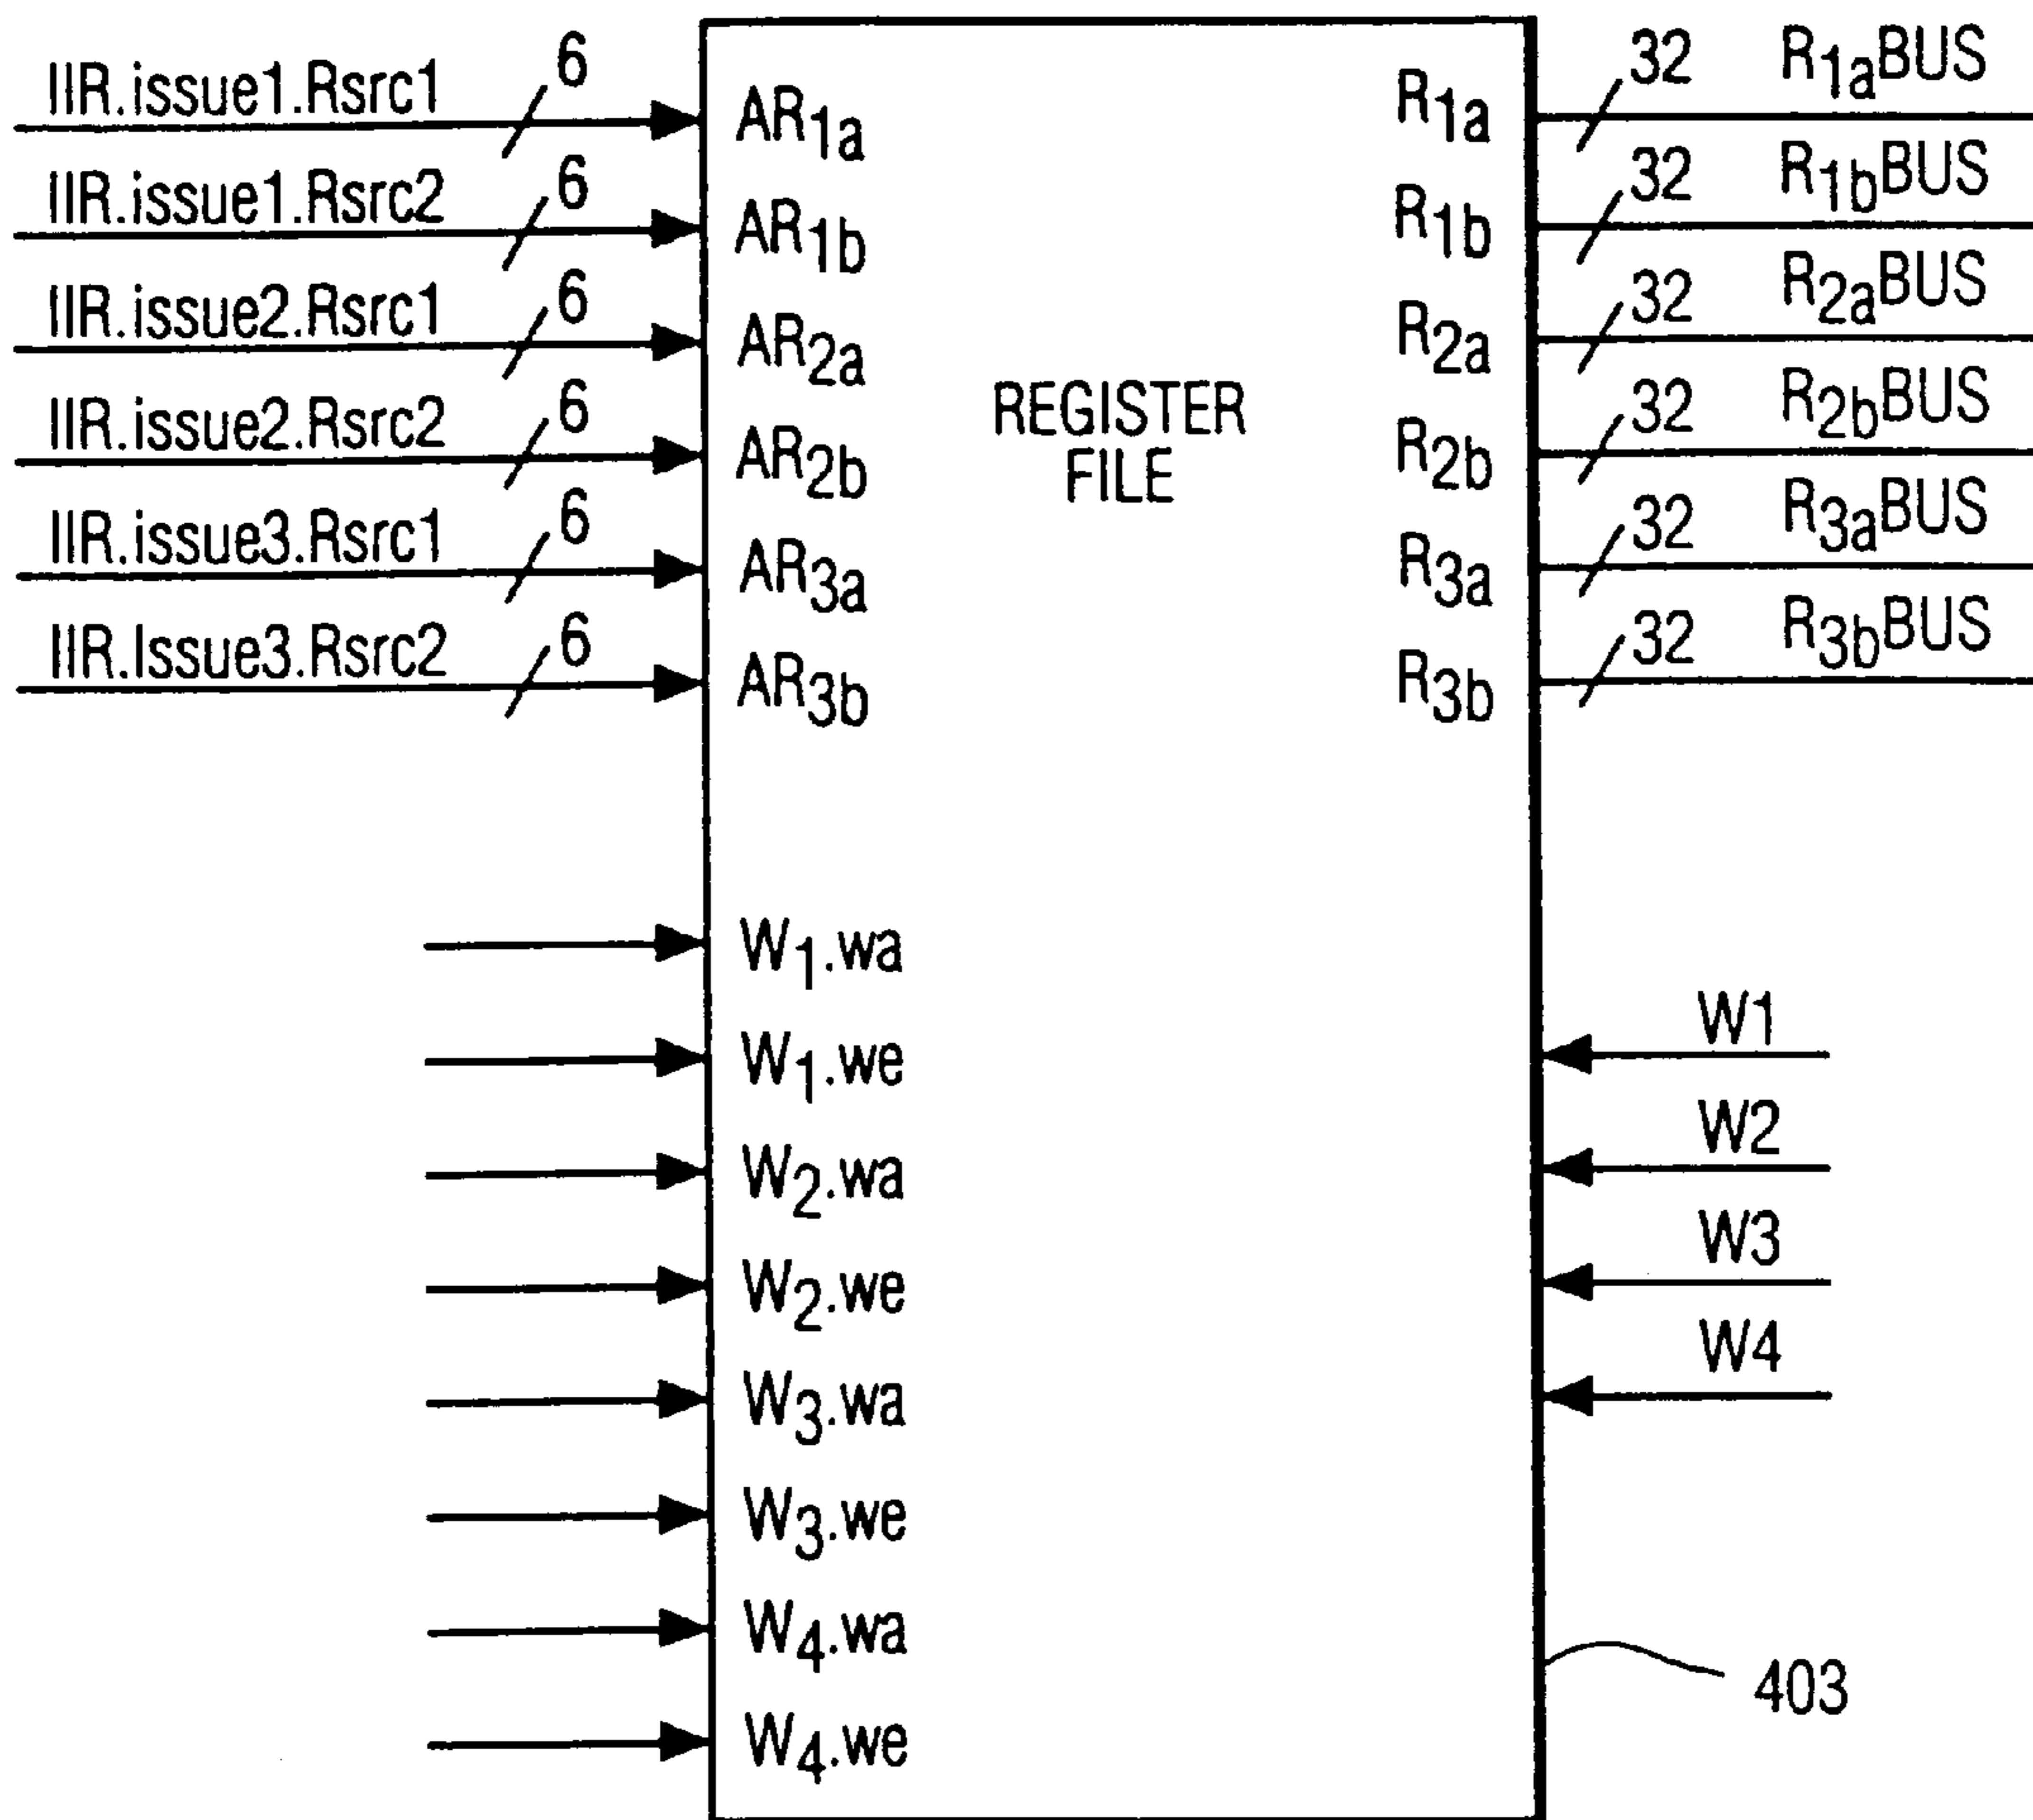 IIR.issue1.Rsrc1 6 AR1a R1a 32 R1aBUS
IIR.issue1.Rsrc2 6 AR1b R1b 32 R1bBUS
IIR.issue2.Rsrc1 6 AR2a R2a 32 R2aBUS
IIR.issue2.Rsrc2 6 AR2b R2b 32 R2bBUS
IIR.issue3.Rsrc1 6 AR3a R3a 32 R3aBUS
IIR.Issue3.Rsrc2 6 AR3b R3b 32 R3bBUS
REGISTER
FILE
W1.wa
W1.we
W2.wa
W2.we
W3.wa
W3.we
W4.wa
W4.we
W1
W2
W3
W4
403